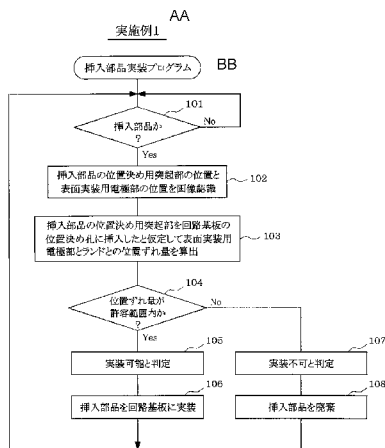 AA
実施例1
BB
挿入部品実装プログラム
101
挿入部品か
?
No
Yes
挿入部品の位置決め用突起部の位置と
表面実装用電極部の位置を画像認識
102
挿入部品の位置決め用突起部を回路基板の
位置決め孔に挿入したと仮定して表面実装用
電極部とランドとの位置ずれ量を算出
103
104
位置ずれ量が
許容範囲内か
?
No
Yes
105
107
実装可能と判定
実装不可と判定
106
108
挿入部品を回路基板に実装
挿入部品を廃棄